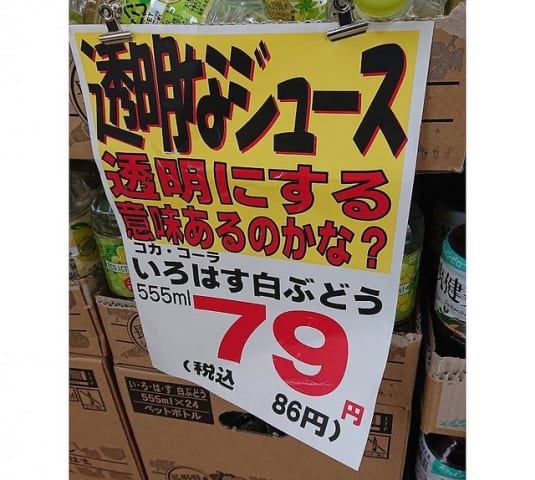 透明なジュース
透明にする
意味あるのかな?
コカ・コーラ
いろはす白ぶどう
555ml
79円
(税込 86円)
い・ろ・は・す 白ぶどう
555ml×24
ペットボトル